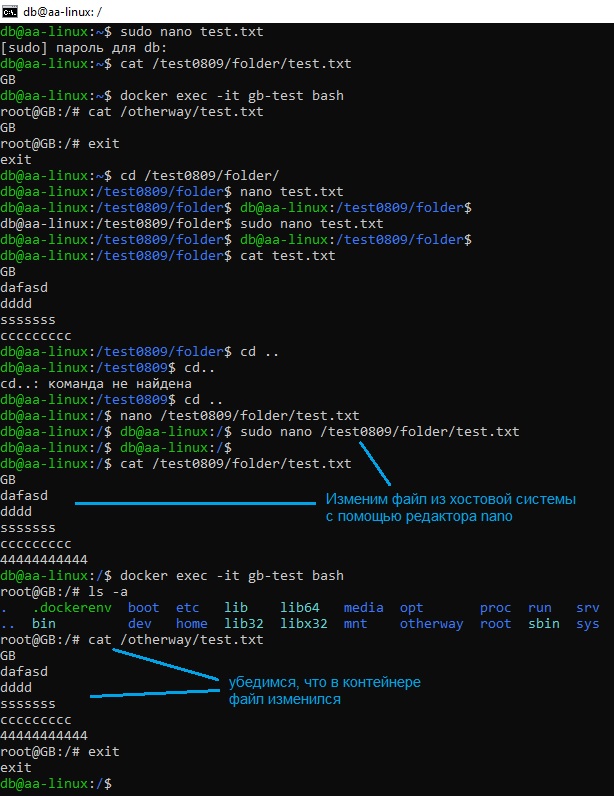 db@aa-linux: /
db@aa-linux:~$ sudo nano test.txt
[sudo] пароль для db:
db@aa-linux:~$ cat /test0809/folder/test.txt
GB
db@aa-linux:~$ docker exec -it gb-test bash
root@GB:/# cat /otherway/test.txt
GB
root@GB:/# exit
exit
db@aa-linux:~$ cd /test0809/folder/
db@aa-linux:/test0809/folder$ nano test.txt
db@aa-linux:/test0809/folder$ db@aa-linux:/test0809/folder$
db@aa-linux:/test0809/folder$ sudo nano test.txt
db@aa-linux:/test0809/folder$ db@aa-linux:/test0809/folder$
db@aa-linux:/test0809/folder$ cat test.txt
GB
dafasd
dddd
sssssss
ccccccccc
db@aa-linux:/test0809/folder$ cd ..
db@aa-linux:/test0809$ cd..
cd..: команда не найдена
db@aa-linux:/test0809$ cd ..
db@aa-linux:/$ nano /test0809/folder/test.txt
db@aa-linux:/$ db@aa-linux:/$ sudo nano /test0809/folder/test.txt
db@aa-linux:/$ db@aa-linux:/$
db@aa-linux:/$ cat /test0809/folder/test.txt
GB
dafasd
dddd
sssssss
ccccccccc
44444444444
Изменим файл из хостовой системы
с помощью редактора nano
db@aa-linux:/$ docker exec -it gb-test bash
root@GB:/# ls -a
. .dockerenv boot etc lib lib64 media opt proc run srv
.. bin dev home lib32 libx32 mnt otherway root sbin sys
root@GB:/# cat /otherway/test.txt
GB
dafasd
dddd
sssssss
ccccccccc
44444444444
убедимся, что в контейнере
файл изменился
root@GB:/# exit
exit
db@aa-linux:/$